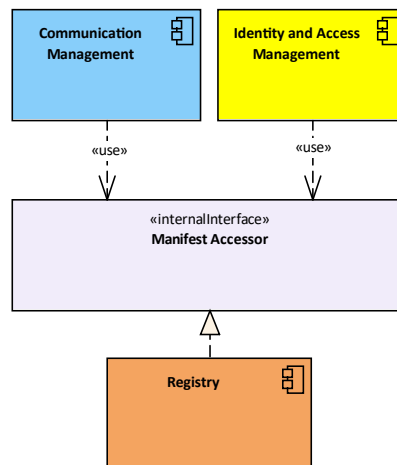 Communication
Management
Identity and Access
Management
«use»
«use»
«internalInterface»
Manifest Accessor
Registry